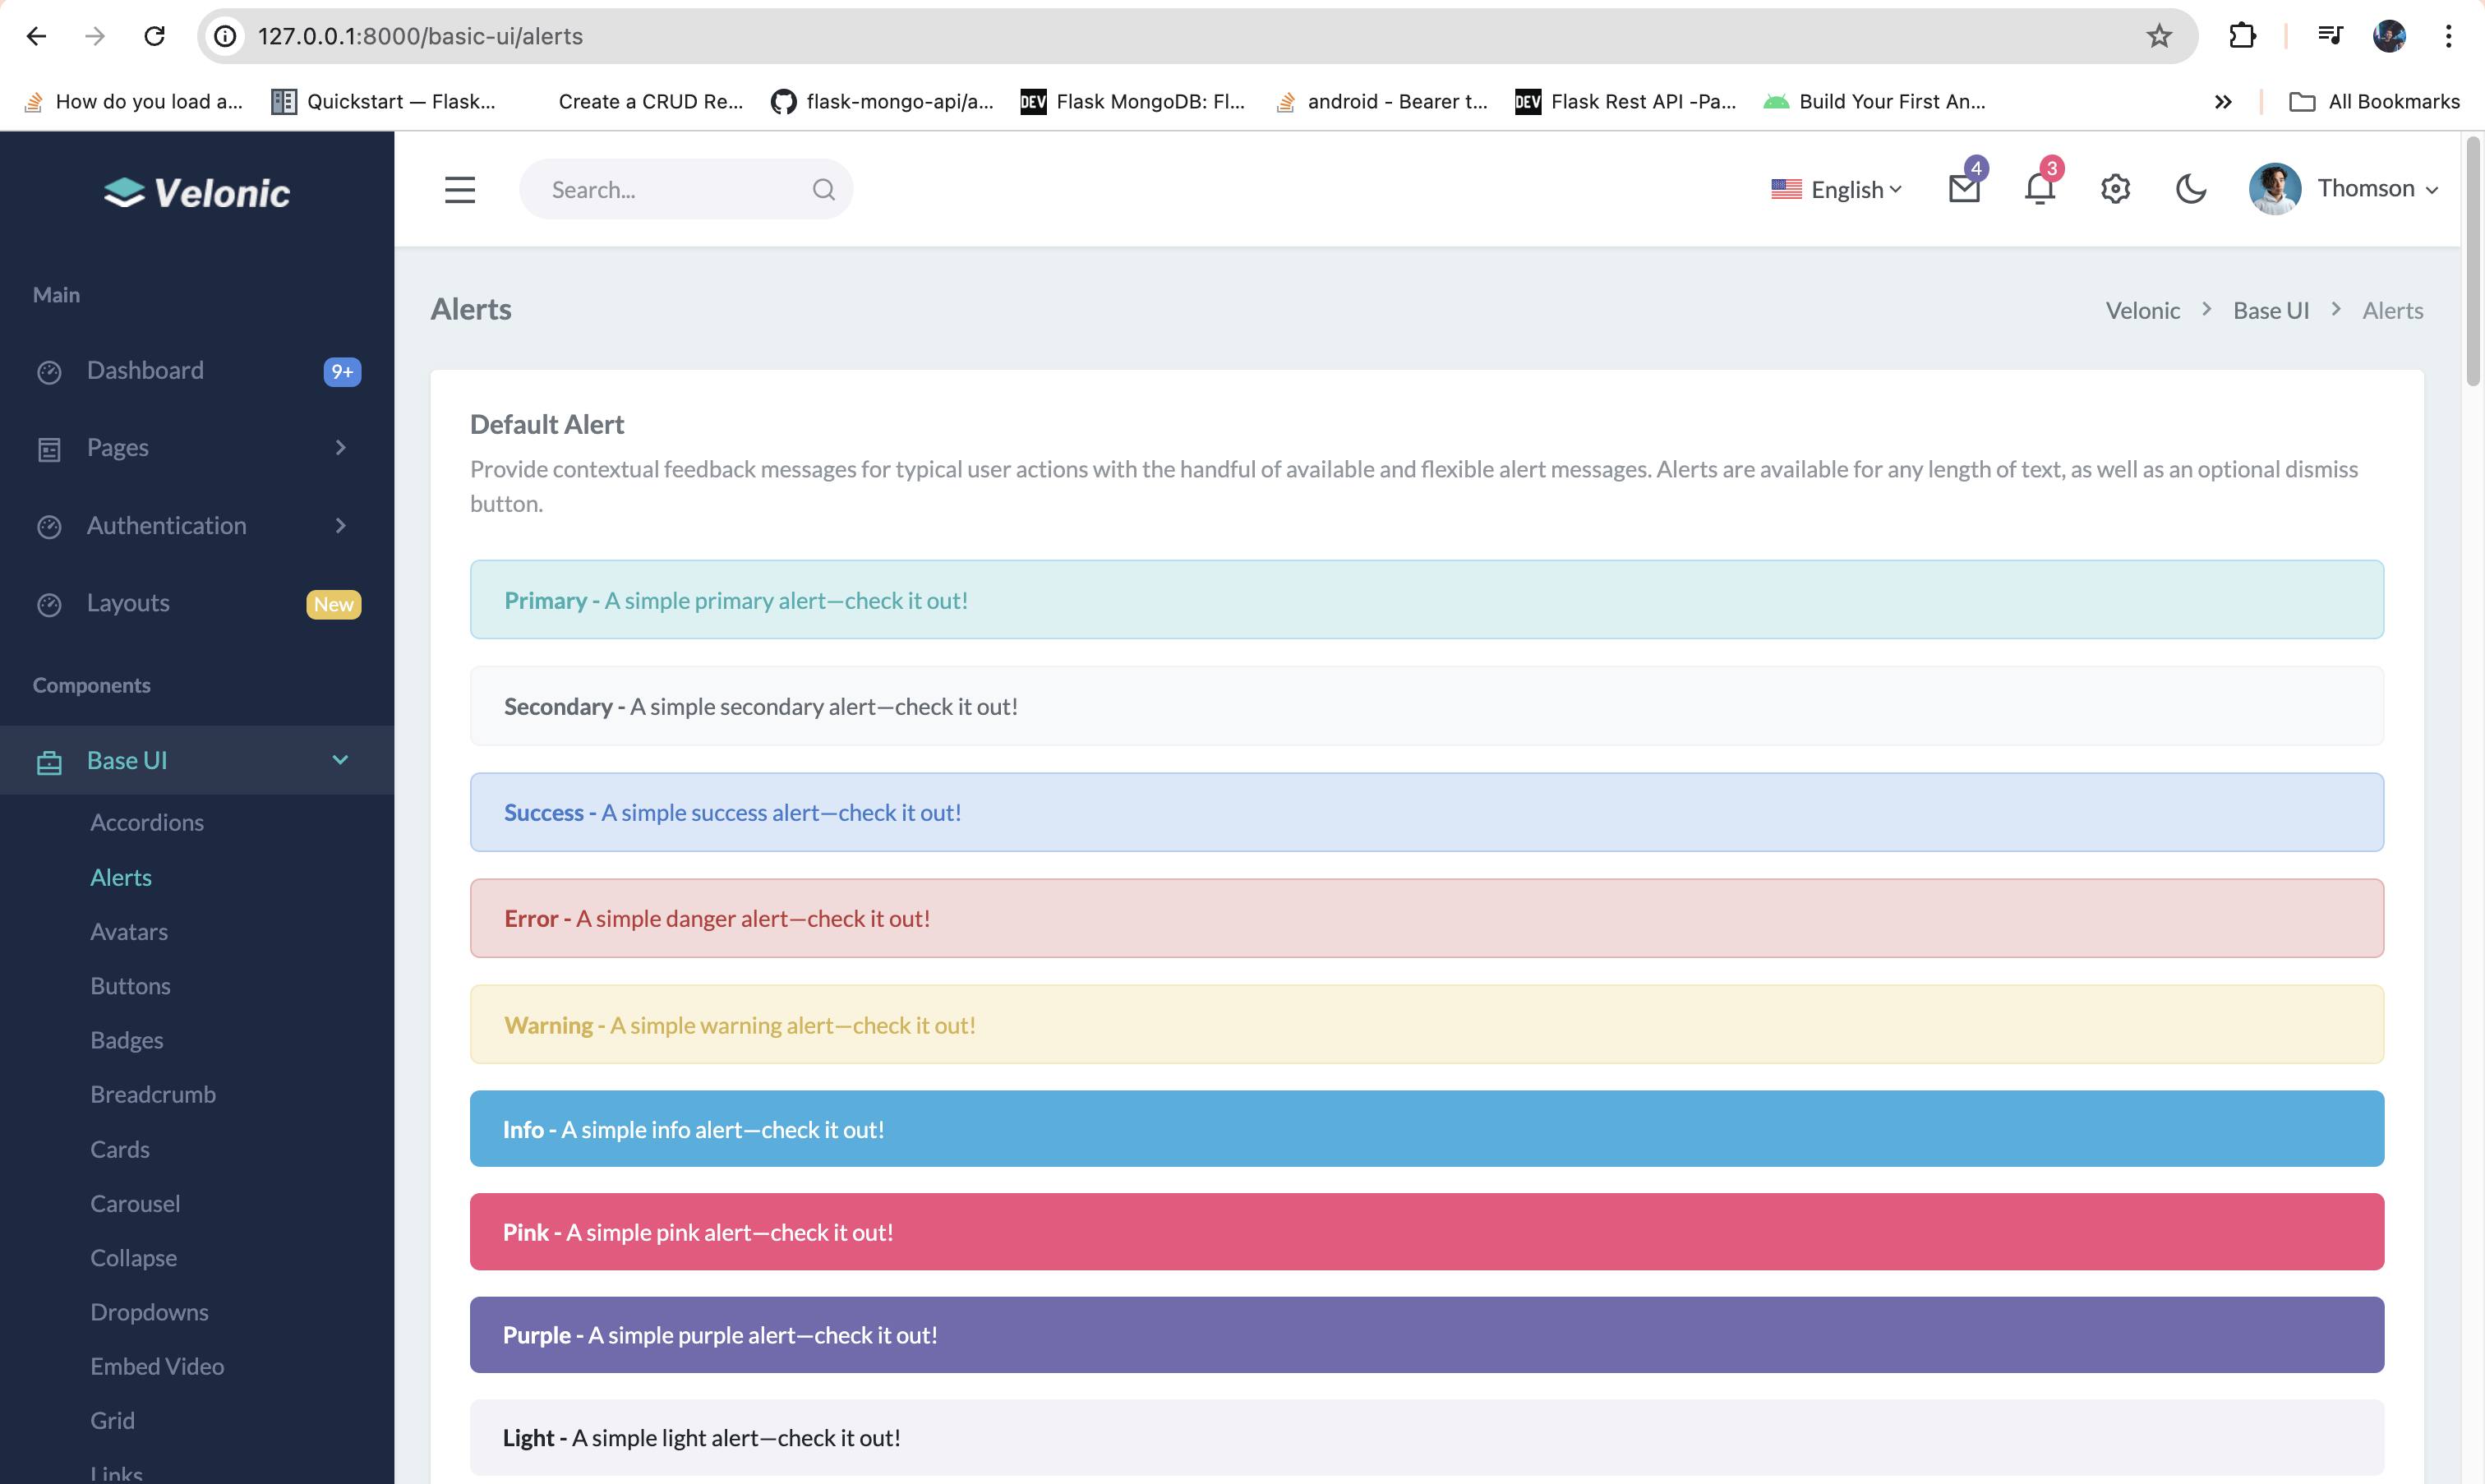 127.0.0.1:8000/basic-ui/alerts
How do you load a...
Quickstart — Flask...
Create a CRUD Re...
flask-mongo-api/a...
DEV Flask MongoDB: Fl...
android - Bearer t...
DEV Flask Rest API -Pa...
Build Your First An...
All Bookmarks
Velonic
Search...
English
4
3
Thomson
Main
Dashboard 9+
Pages
Authentication
Layouts New
Components
Base UI
Accordions
Alerts
Avatars
Buttons
Badges
Breadcrumb
Cards
Carousel
Collapse
Dropdowns
Embed Video
Grid
Links
Alerts
Velonic > Base UI > Alerts
Default Alert
Provide contextual feedback messages for typical user actions with the handful of available and flexible alert messages. Alerts are available for any length of text, as well as an optional dismiss
button.
Primary - A simple primary alert—check it out!
Secondary - A simple secondary alert—check it out!
Success - A simple success alert—check it out!
Error - A simple danger alert—check it out!
Warning - A simple warning alert—check it out!
Info - A simple info alert—check it out!
Pink - A simple pink alert—check it out!
Purple - A simple purple alert—check it out!
Light - A simple light alert—check it out!